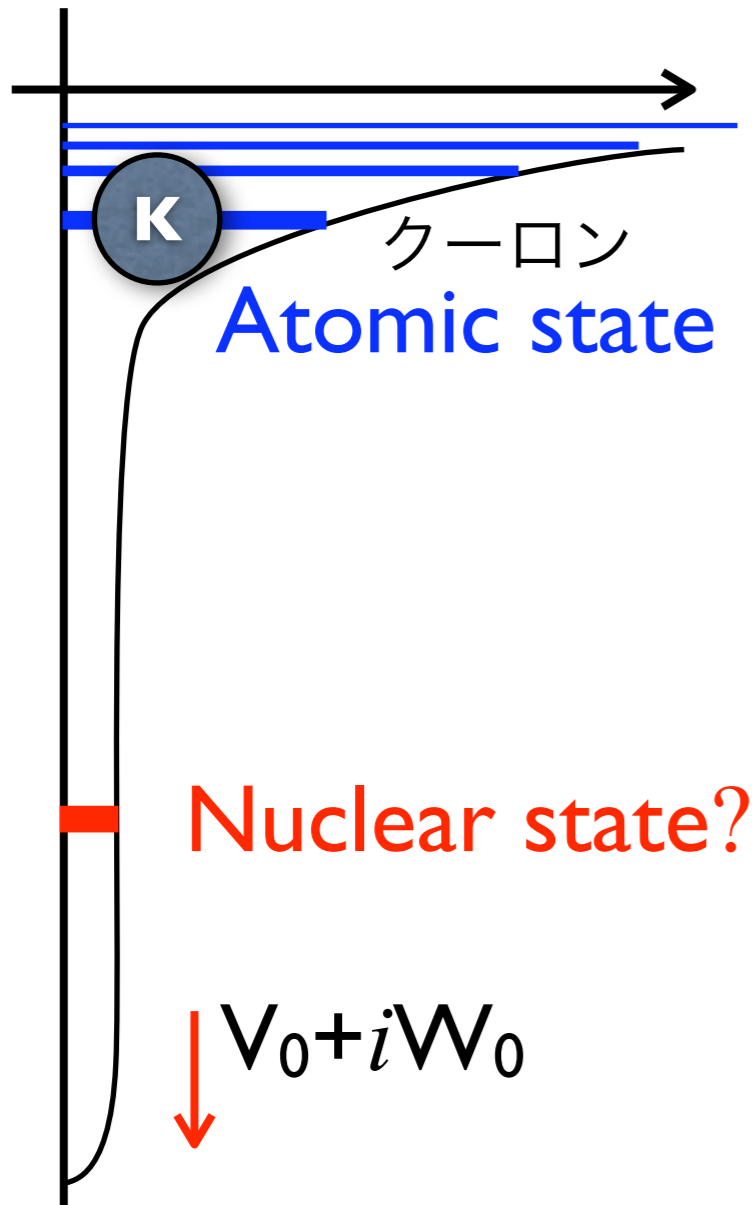 K
クーロン
Atomic state
Nuclear state?
V₀+iW₀